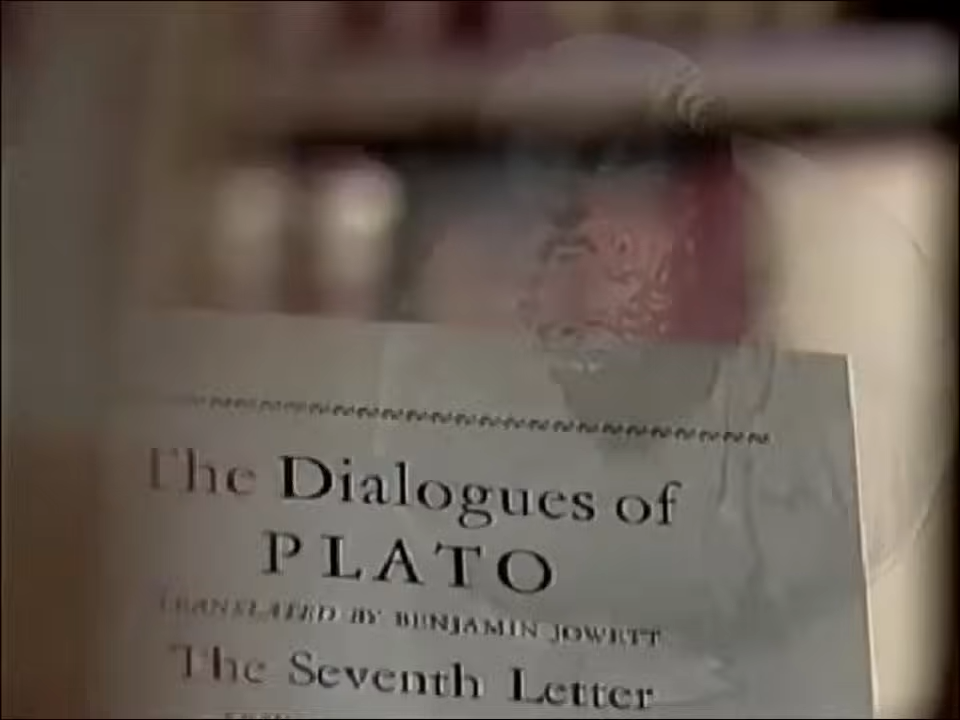 The Dialogues of
PLATO
TRANSLATED BY BENJAMIN JOWETT
The Seventh Letter